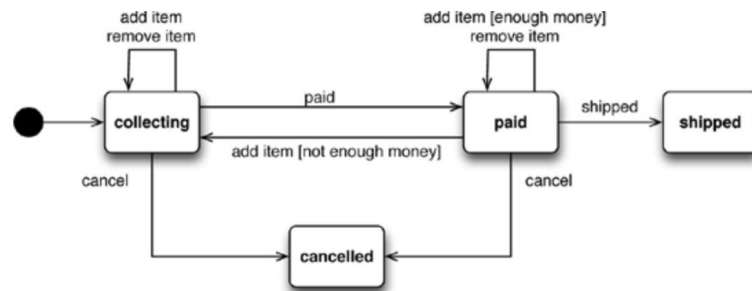 add item
remove item
add item [enough money]
remove item
paid
collecting
paid
shipped
shipped
add item [not enough money]
cancel
cancel
cancelled